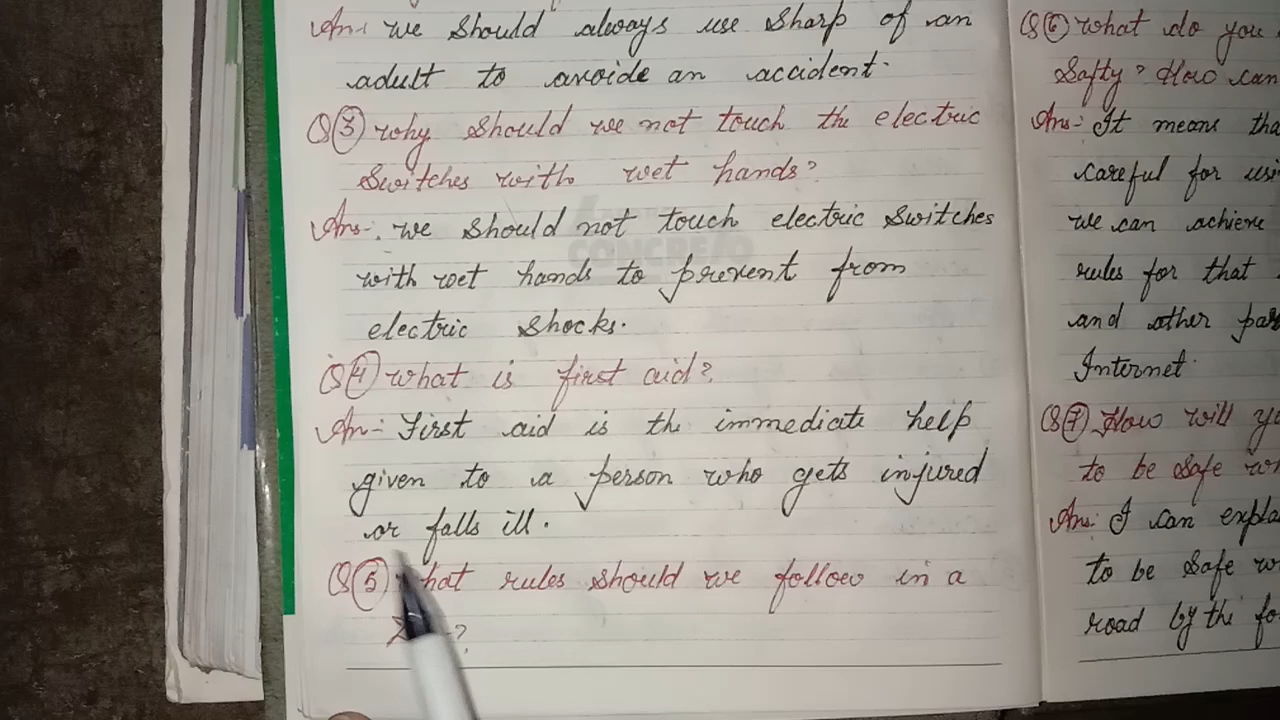 Ans we should always use sharp of an
adult to avoide an accident.
Q③ why should we not touch the electric
switches with wet hands?
Ans-. we should not touch electric switches
with wet hands to prevent from
electric shocks.
Q④ what is first aid?
An- First aid is the immediate help
given to a person who gets injured
or falls ill.
Q⑤ hat rules should we follow in a
?
Q⑥ what do you
Safty? How can
Ans- It means tha
careful for usi
we can achieve
rules for that
and other par
Internet.
Q⑦ How will yo
to be safe w
Ans: I can expla
to be safe w
road by the fo
CONCRETO